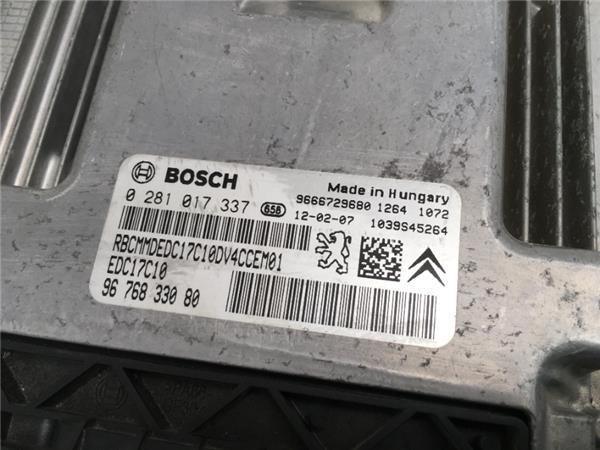 BOSCH
Made in Hungary
0 281 017 337 658
9666729680 1264 1072
12-02-07 1039S45264
RBCMMDEDC17C10DV4CCEM01
EDC17C10
96 768 330 80